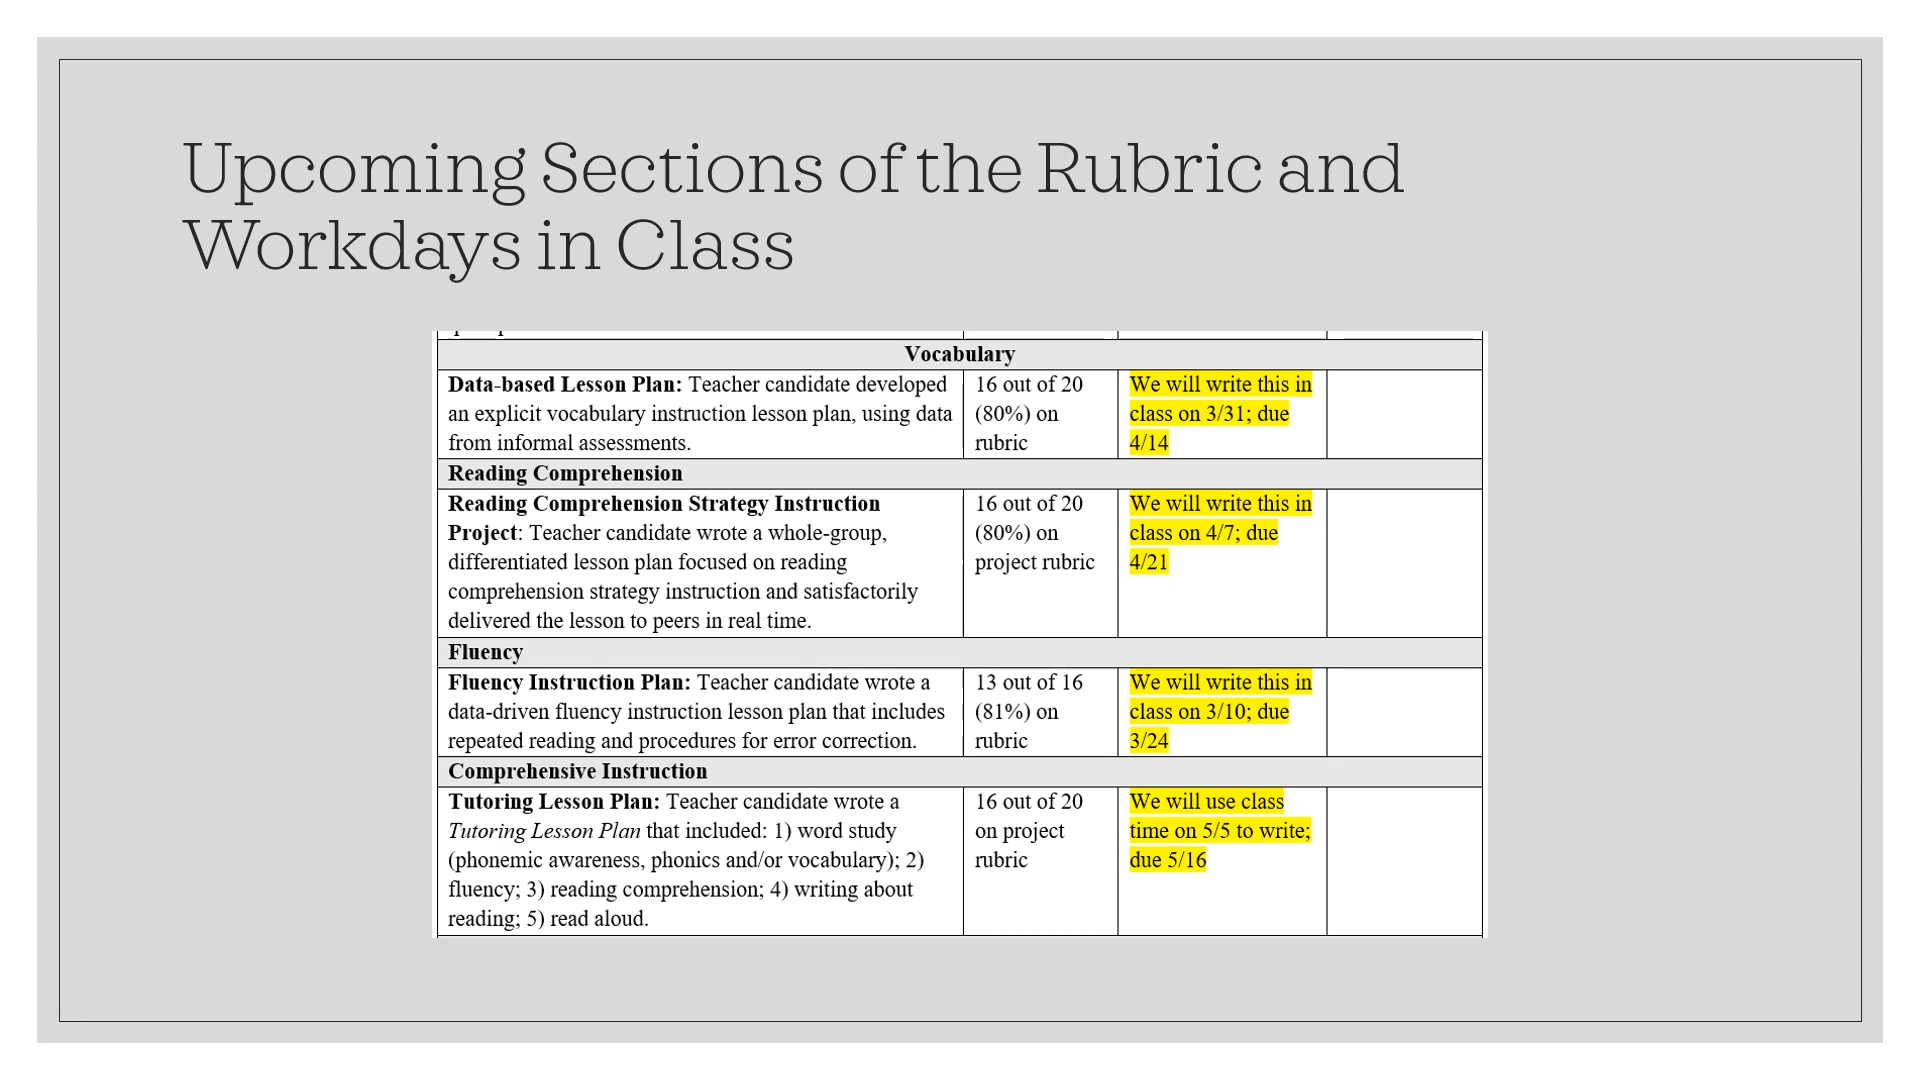 Upcoming Sections of the Rubric and
Workdays in Class
Vocabulary
Data-based Lesson Plan: Teacher candidate developed
an explicit vocabulary instruction lesson plan, using data
from informal assessments.
16 out of 20
(80%) on
rubric
We will write this in
class on 3/31; due
4/14
Reading Comprehension
Reading Comprehension Strategy Instruction
Project: Teacher candidate wrote a whole-group,
differentiated lesson plan focused on reading
comprehension strategy instruction and satisfactorily
delivered the lesson to peers in real time.
16 out of 20
(80%) on
project rubric
We will write this in
class on 4/7; due
4/21
Fluency
Fluency Instruction Plan: Teacher candidate wrote a
data-driven fluency instruction lesson plan that includes
repeated reading and procedures for error correction.
13 out of 16
(81%) on
rubric
We will write this in
class on 3/10; due
3/24
Comprehensive Instruction
Tutoring Lesson Plan: Teacher candidate wrote a
Tutoring Lesson Plan that included: 1) word study
(phonemic awareness, phonics and/or vocabulary); 2)
fluency; 3) reading comprehension; 4) writing about
reading; 5) read aloud.
16 out of 20
on project
rubric
We will use class
time on 5/5 to write;
due 5/16